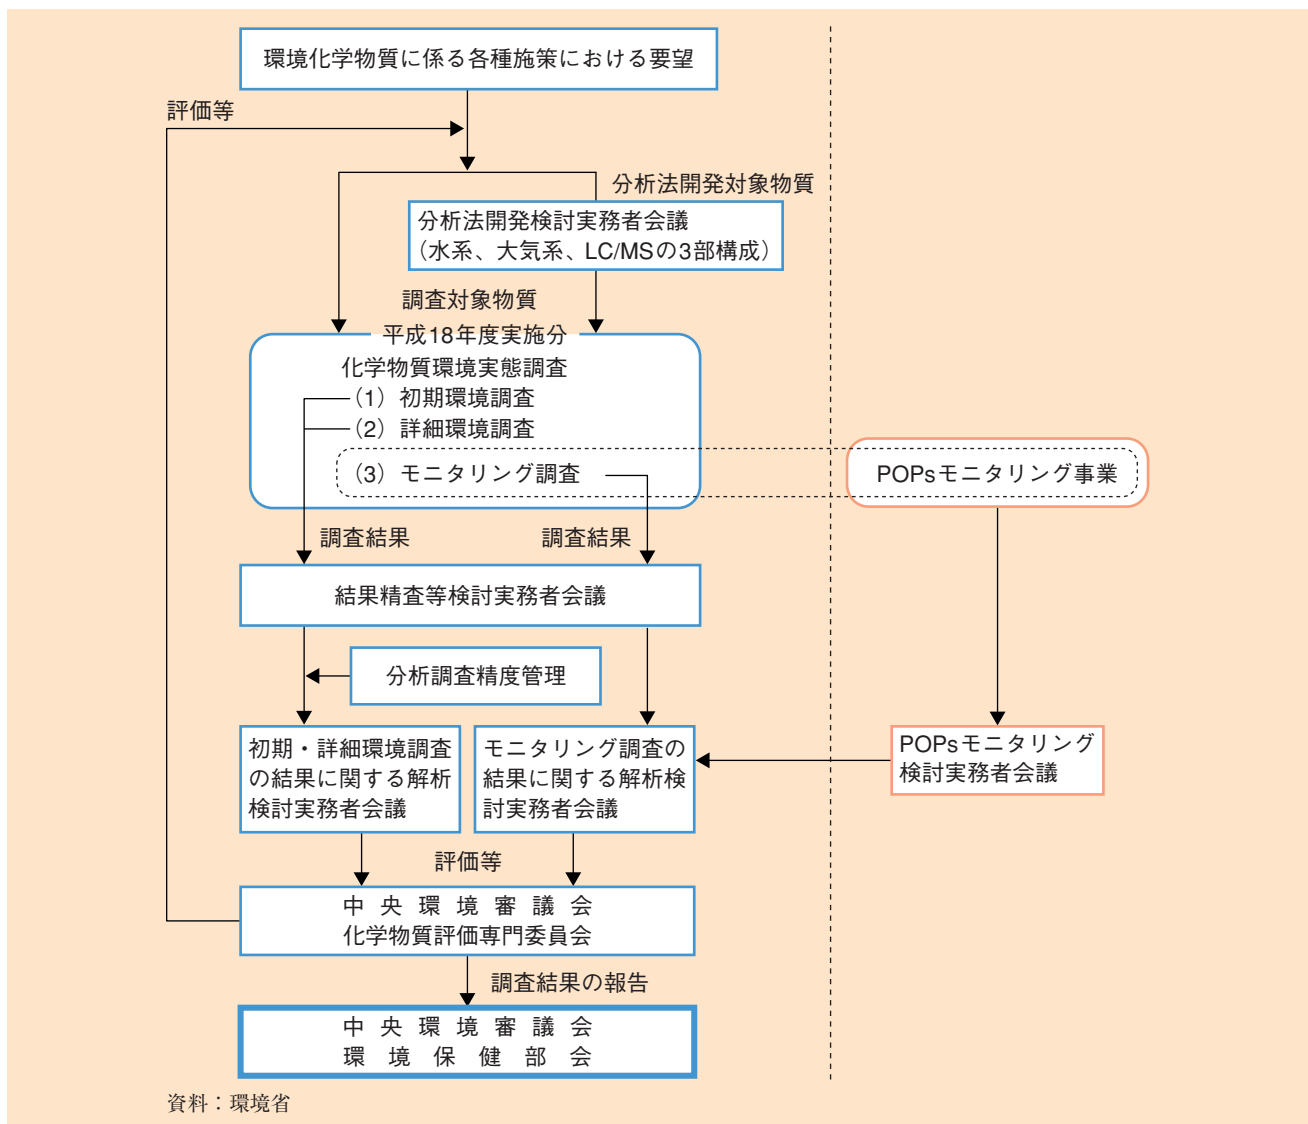 環境化学物質に係る各種施策における要望
評価等
分析法開発対象物質
分析法開発検討実務者会議
（水系、大気系、LC/MSの3部構成）
調査対象物質
平成18年度実施分
化学物質環境実態調査
（1）初期環境調査
（2）詳細環境調査
（3）モニタリング調査
POPsモニタリング事業
調査結果
調査結果
結果精査等検討実務者会議
分析調査精度管理
初期・詳細環境調査
の結果に関する解析
検討実務者会議
モニタリング調査の
結果に関する解析検
討実務者会議
POPsモニタリング
検討実務者会議
評価等
中央環境審議会
化学物質評価専門委員会
調査結果の報告
中央環境審議会
環境保健部会
資料：環境省